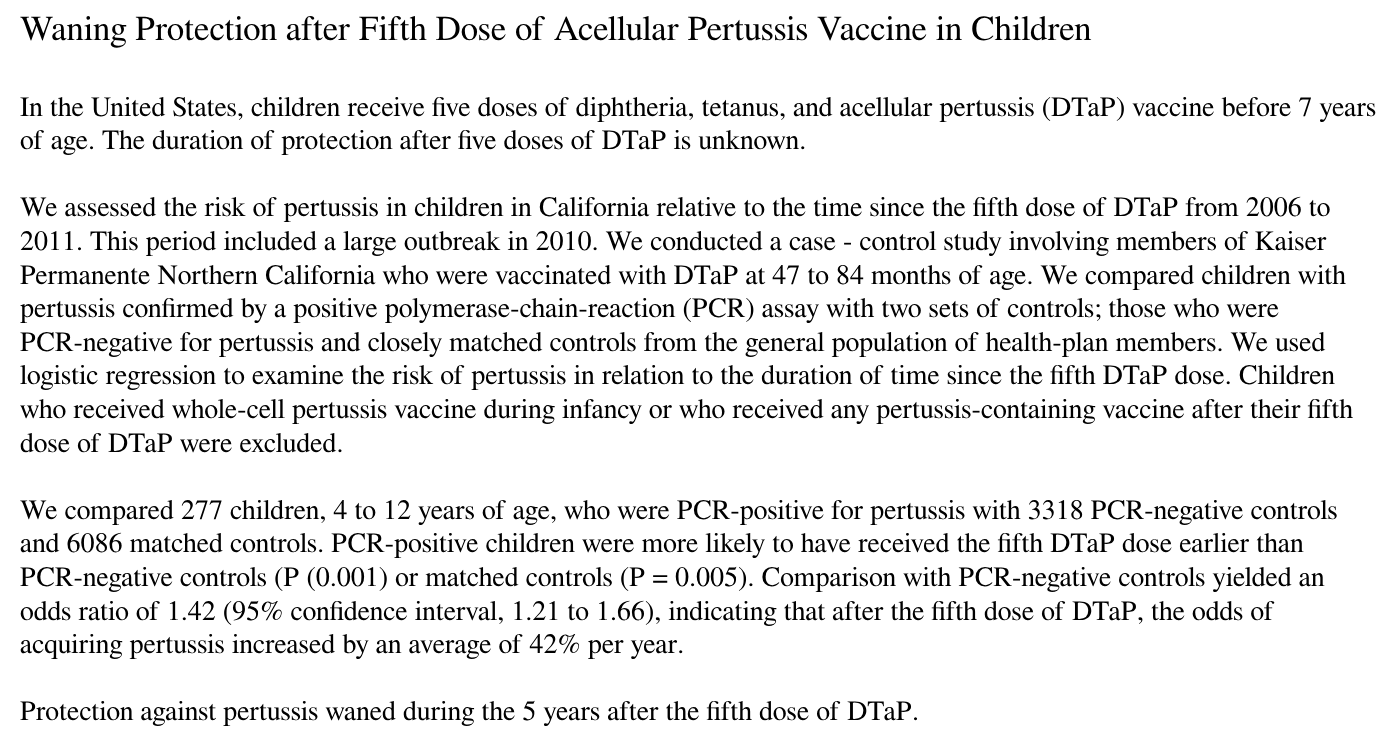 Waning Protection after Fifth Dose of Acellular Pertussis Vaccine in Children
In the United States, children receive five doses of diphtheria, tetanus, and acellular pertussis (DTaP) vaccine before 7 years
of age. The duration of protection after five doses of DTaP is unknown.
We assessed the risk of pertussis in children in California relative to the time since the fifth dose of DTaP from 2006 to
2011. This period included a large outbreak in 2010. We conducted a case - control study involving members of Kaiser
Permanente Northern California who were vaccinated with DTaP at 47 to 84 months of age. We compared children with
pertussis confirmed by a positive polymerase-chain-reaction (PCR) assay with two sets of controls; those who were
PCR-negative for pertussis and closely matched controls from the general population of health-plan members. We used
logistic regression to examine the risk of pertussis in relation to the duration of time since the fifth DTaP dose. Children
who received whole-cell pertussis vaccine during infancy or who received any pertussis-containing vaccine after their fifth
dose of DTaP were excluded.
We compared 277 children, 4 to 12 years of age, who were PCR-positive for pertussis with 3318 PCR-negative controls
and 6086 matched controls. PCR-positive children were more likely to have received the fifth DTaP dose earlier than
PCR-negative controls (P (0.001) or matched controls (P = 0.005). Comparison with PCR-negative controls yielded an
odds ratio of 1.42 (95% confidence interval, 1.21 to 1.66), indicating that after the fifth dose of DTaP, the odds of
acquiring pertussis increased by an average of 42% per year.
Protection against pertussis waned during the 5 years after the fifth dose of DTaP.